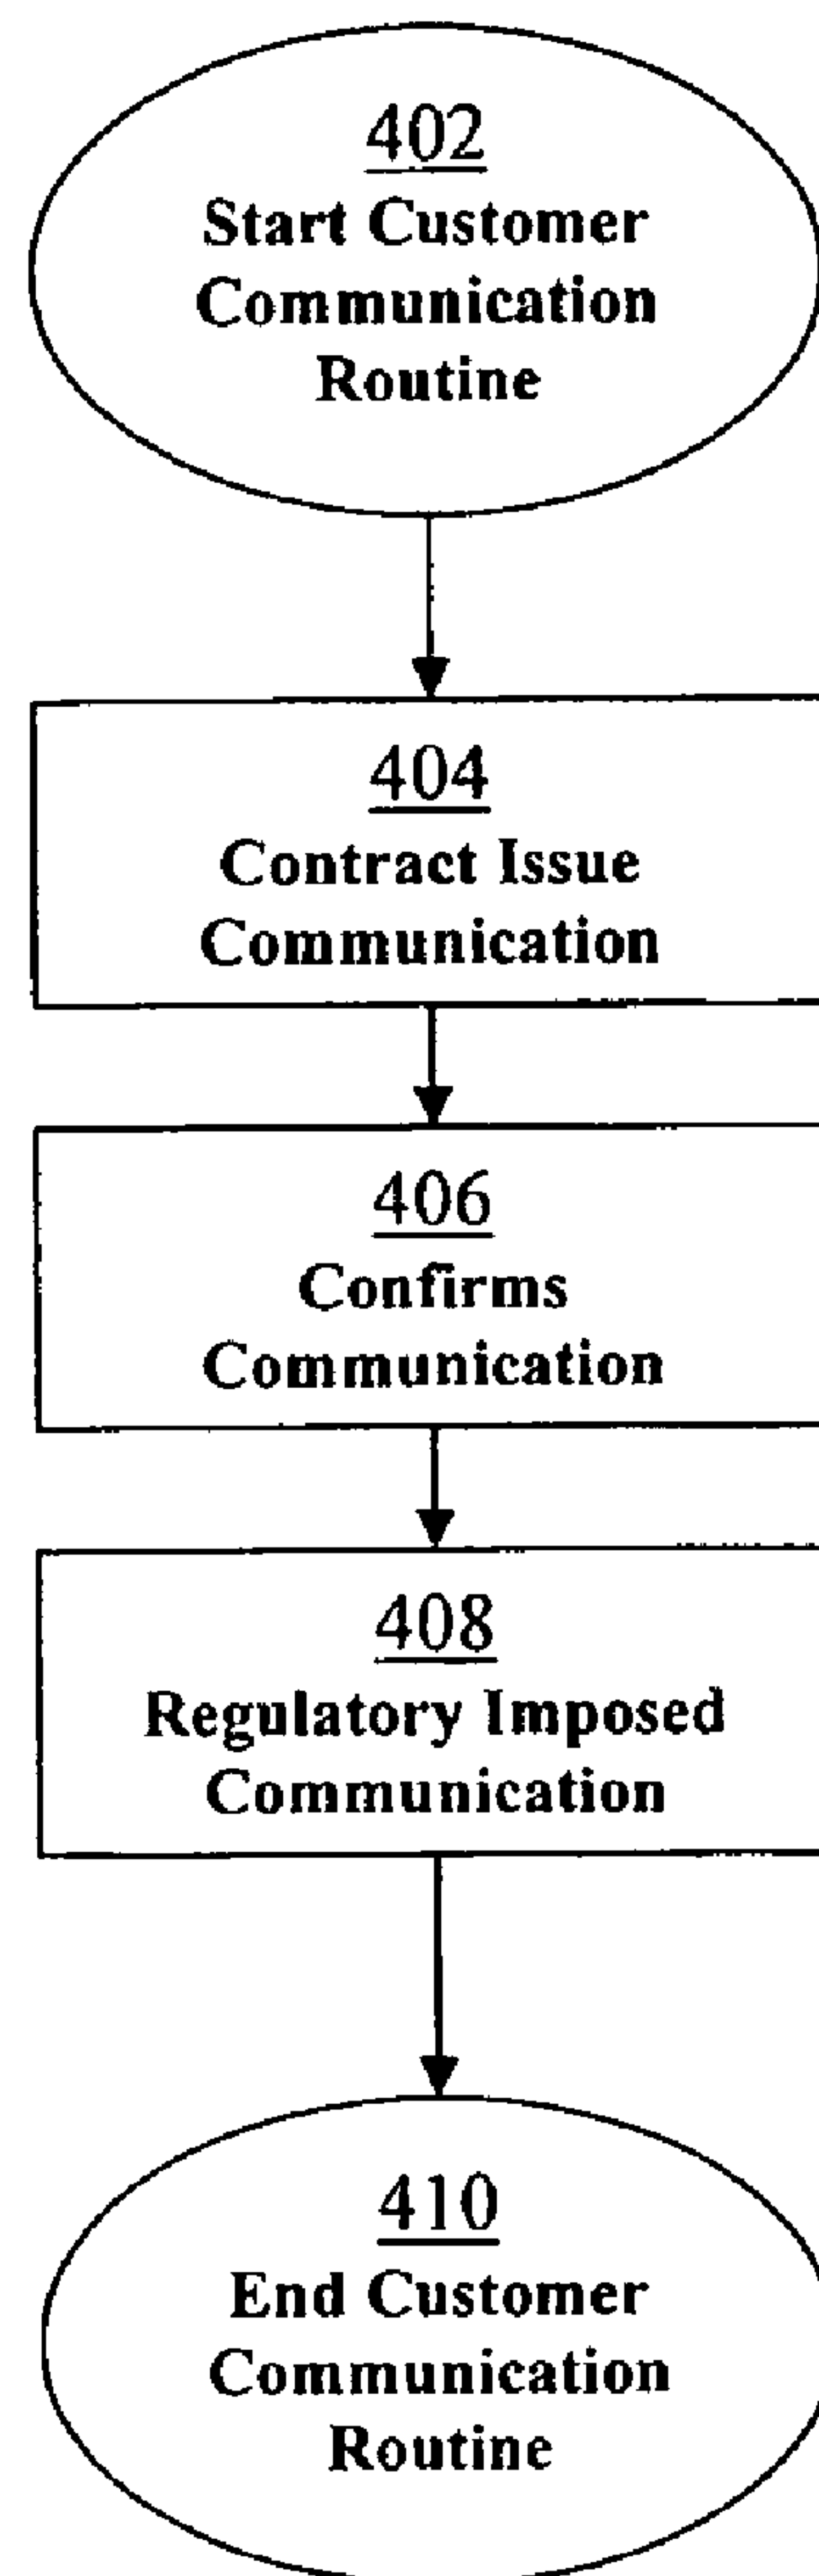 402
Start Customer
Communication
Routine
404
Contract Issue
Communication
406
Confirms
Communication
408
Regulatory Imposed
Communication
410
End Customer
Communication
Routine